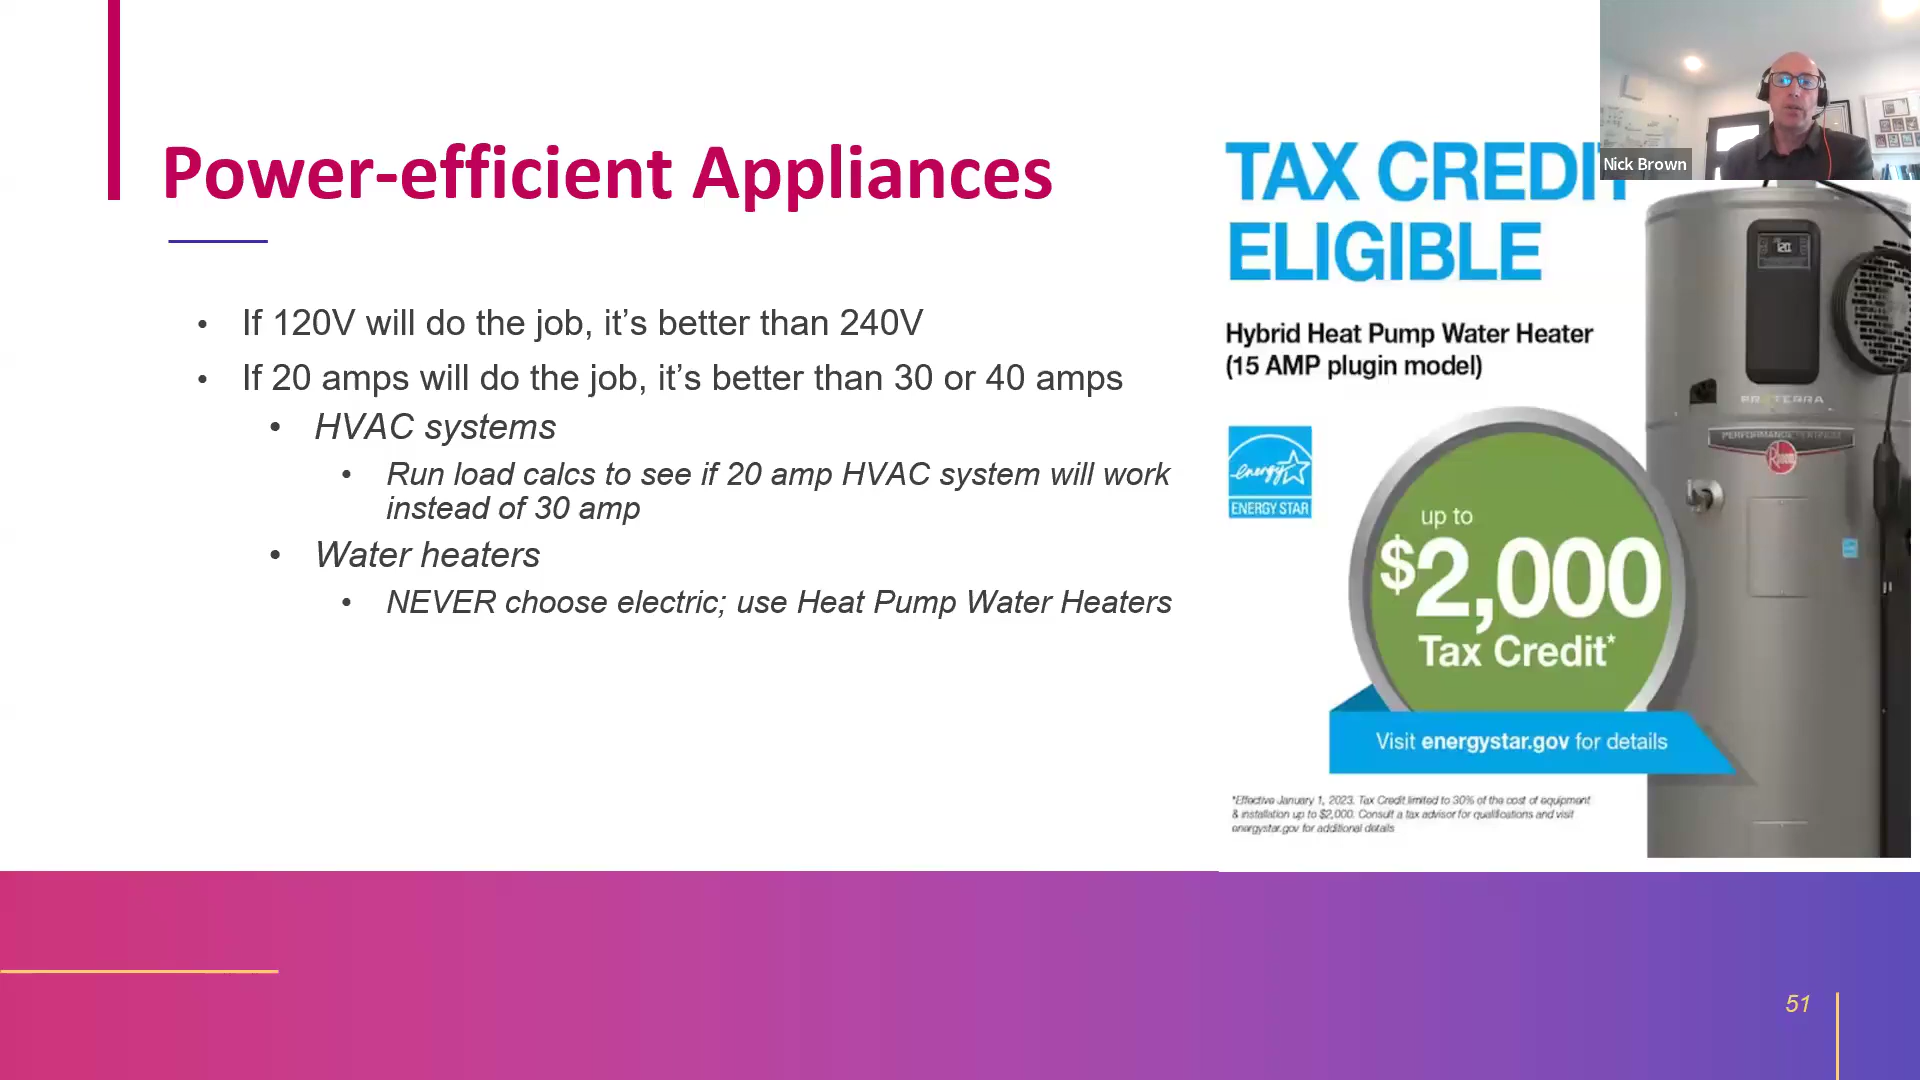 Power-efficient Appliances
• If 120V will do the job, it’s better than 240V
• If 20 amps will do the job, it’s better than 30 or 40 amps
• HVAC systems
• Run load calcs to see if 20 amp HVAC system will work
instead of 30 amp
• Water heaters
• NEVER choose electric; use Heat Pump Water Heaters
TAX CREDIT
ELIGIBLE
Hybrid Heat Pump Water Heater
(15 AMP plugin model)
energy
ENERGY STAR
up to
$2,000
Tax Credit*
Visit energystar.gov for details
*Effective January 1, 2023. Tax Credit limited to 30% of the cost of equipment
& installation up to $2,000. Consult a tax advisor for qualifications and visit
energystar.gov for additional details
Nick Brown
120
PROTERRA
PERFORMANCE PLATINUM
Rheem
51